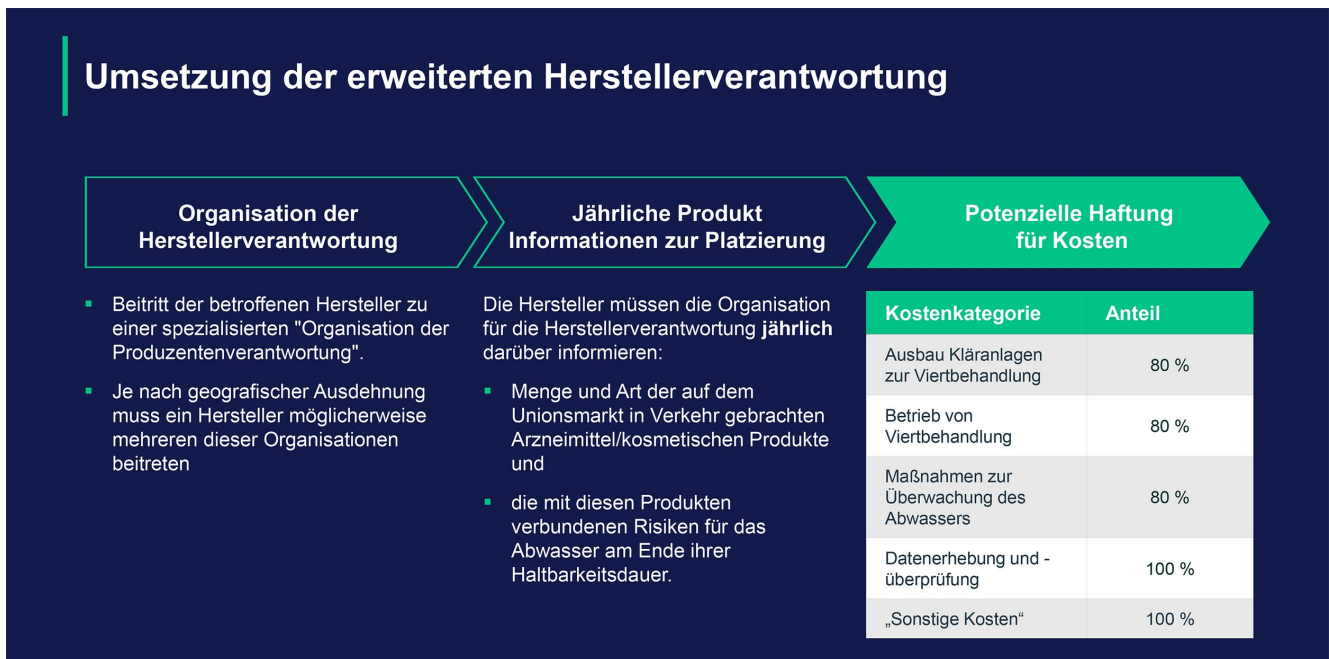 Umsetzung der erweiterten Herstellerverantwortung
Organisation der
Herstellerverantwortung
Jährliche Produkt
Informationen zur Platzierung
Potenzielle Haftung
für Kosten
▪ Beitritt der betroffenen Hersteller zu
einer spezialisierten "Organisation der
Produzentenverantwortung".
▪ Je nach geografischer Ausdehnung
muss ein Hersteller möglicherweise
mehreren dieser Organisationen
beitreten
Die Hersteller müssen die Organisation
für die Herstellerverantwortung jährlich
darüber informieren:
▪ Menge und Art der auf dem
Unionsmarkt in Verkehr gebrachten
Arzneimittel/kosmetischen Produkte
und
▪ die mit diesen Produkten
verbundenen Risiken für das
Abwasser am Ende ihrer
Haltbarkeitsdauer.
Kostenkategorie Anteil
Ausbau Kläranlagen
zur Viertbehandlung 80 %
Betrieb von
Viertbehandlung 80 %
Maßnahmen zur
Überwachung des 80 %
Abwassers
Datenerhebung und -
überprüfung 100 %
„Sonstige Kosten“ 100 %